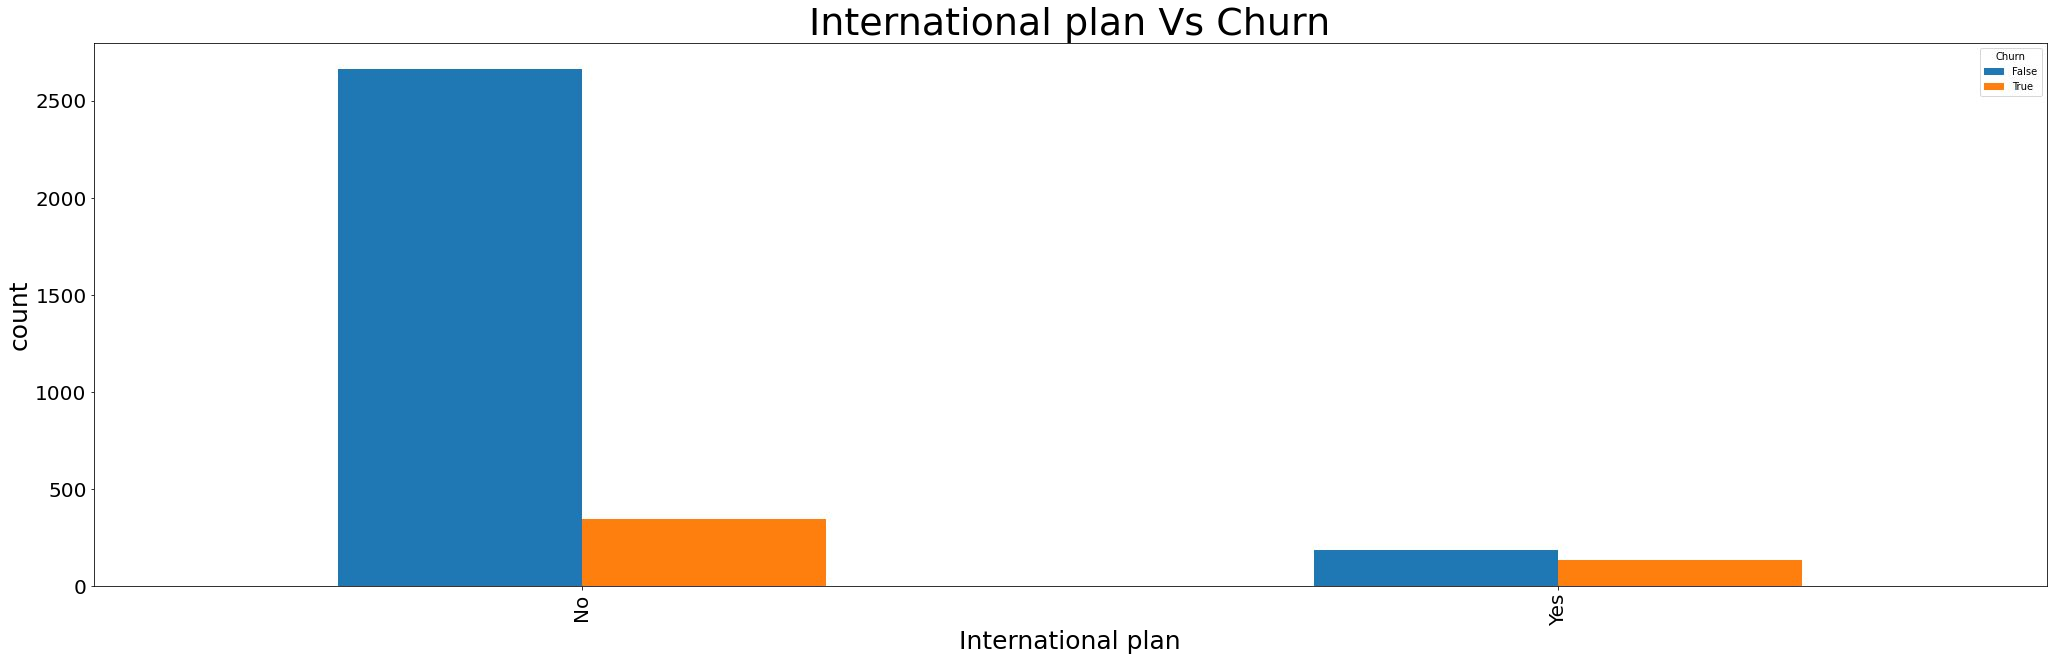 International plan Vs Churn
Churn
False
True
count
2500
2000
1500
1000
500
0
No
Yes
International plan